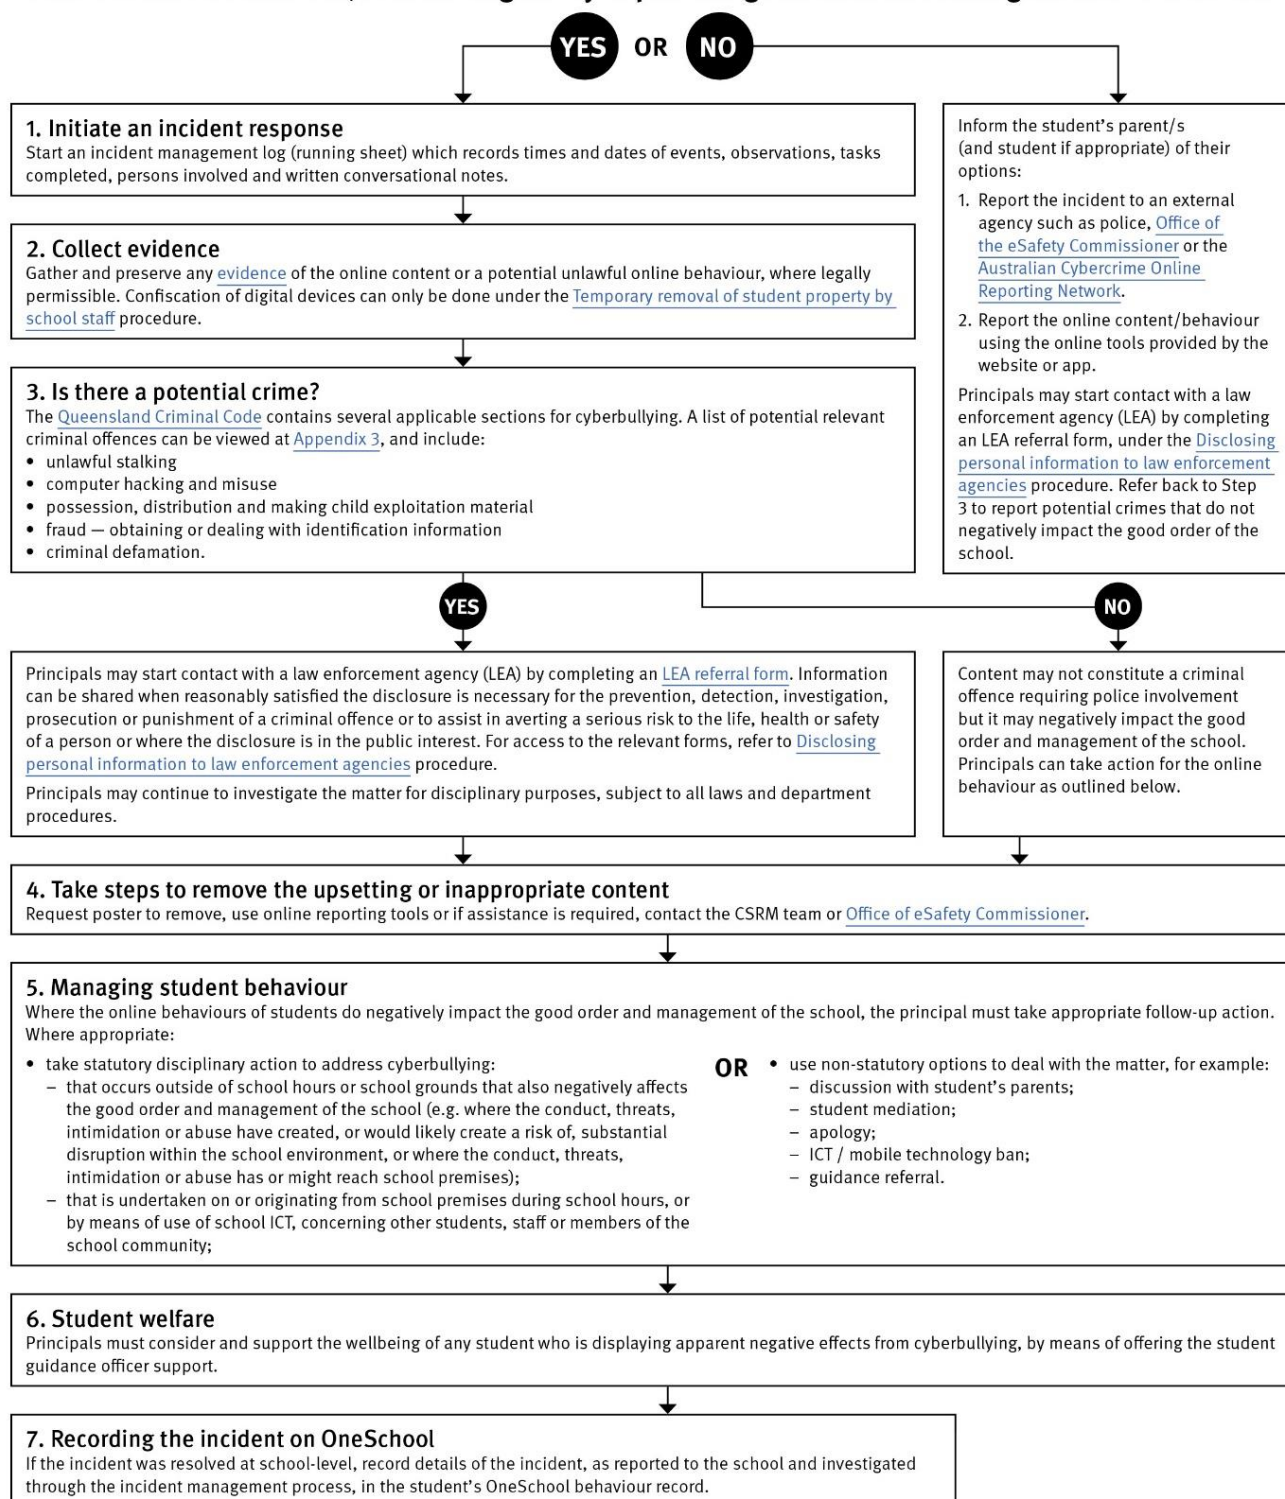 YES OR NO
1. Initiate an incident response
Start an incident management log (running sheet) which records times and dates of events, observations, tasks
completed, persons involved and written conversational notes.
2. Collect evidence
Gather and preserve any evidence of the online content or a potential unlawful online behaviour, where legally
permissible. Confiscation of digital devices can only be done under the Temporary removal of student property by
school staff procedure.
3. Is there a potential crime?
The Queensland Criminal Code contains several applicable sections for cyberbullying. A list of potential relevant
criminal offences can be viewed at Appendix 3, and include:
• unlawful stalking
• computer hacking and misuse
• possession, distribution and making child exploitation material
• fraud — obtaining or dealing with identification information
• criminal defamation.
Inform the student's parent/s
(and student if appropriate) of their
options:
1. Report the incident to an external
agency such as police, Office of
the eSafety Commissioner or the
Australian Cybercrime Online
Reporting Network.
2. Report the online content/behaviour
using the online tools provided by the
website or app.
Principals may start contact with a law
enforcement agency (LEA) by completing
an LEA referral form, under the Disclosing
personal information to law enforcement
agencies procedure. Refer back to Step
3 to report potential crimes that do not
negatively impact the good order of the
school.
YES
NO
Principals may start contact with a law enforcement agency (LEA) by completing an LEA referral form. Information
can be shared when reasonably satisfied the disclosure is necessary for the prevention, detection, investigation,
prosecution or punishment of a criminal offence or to assist in averting a serious risk to the life, health or safety
of a person or where the disclosure is in the public interest. For access to the relevant forms, refer to Disclosing
personal information to law enforcement agencies procedure.
Principals may continue to investigate the matter for disciplinary purposes, subject to all laws and department
procedures.
Content may not constitute a criminal
offence requiring police involvement
but it may negatively impact the good
order and management of the school.
Principals can take action for the online
behaviour as outlined below.
4. Take steps to remove the upsetting or inappropriate content
Request poster to remove, use online reporting tools or if assistance is required, contact the CSRM team or Office of eSafety Commissioner.
5. Managing student behaviour
Where the online behaviours of students do negatively impact the good order and management of the school, the principal must take appropriate follow-up action.
Where appropriate:
• take statutory disciplinary action to address cyberbullying:
– that occurs outside of school hours or school grounds that also negatively affects
the good order and management of the school (e.g. where the conduct, threats,
intimidation or abuse have created, or would likely create a risk of, substantial
disruption within the school environment, or where the conduct, threats,
intimidation or abuse has or might reach school premises);
– that is undertaken on or originating from school premises during school hours, or
by means of use of school ICT, concerning other students, staff or members of the
school community;
OR
• use non-statutory options to deal with the matter, for example:
– discussion with student's parents;
– student mediation;
– apology;
– ICT / mobile technology ban;
– guidance referral.
6. Student welfare
Principals must consider and support the wellbeing of any student who is displaying apparent negative effects from cyberbullying, by means of offering the student
guidance officer support.
7. Recording the incident on OneSchool
If the incident was resolved at school-level, record details of the incident, as reported to the school and investigated
through the incident management process, in the student's OneSchool behaviour record.